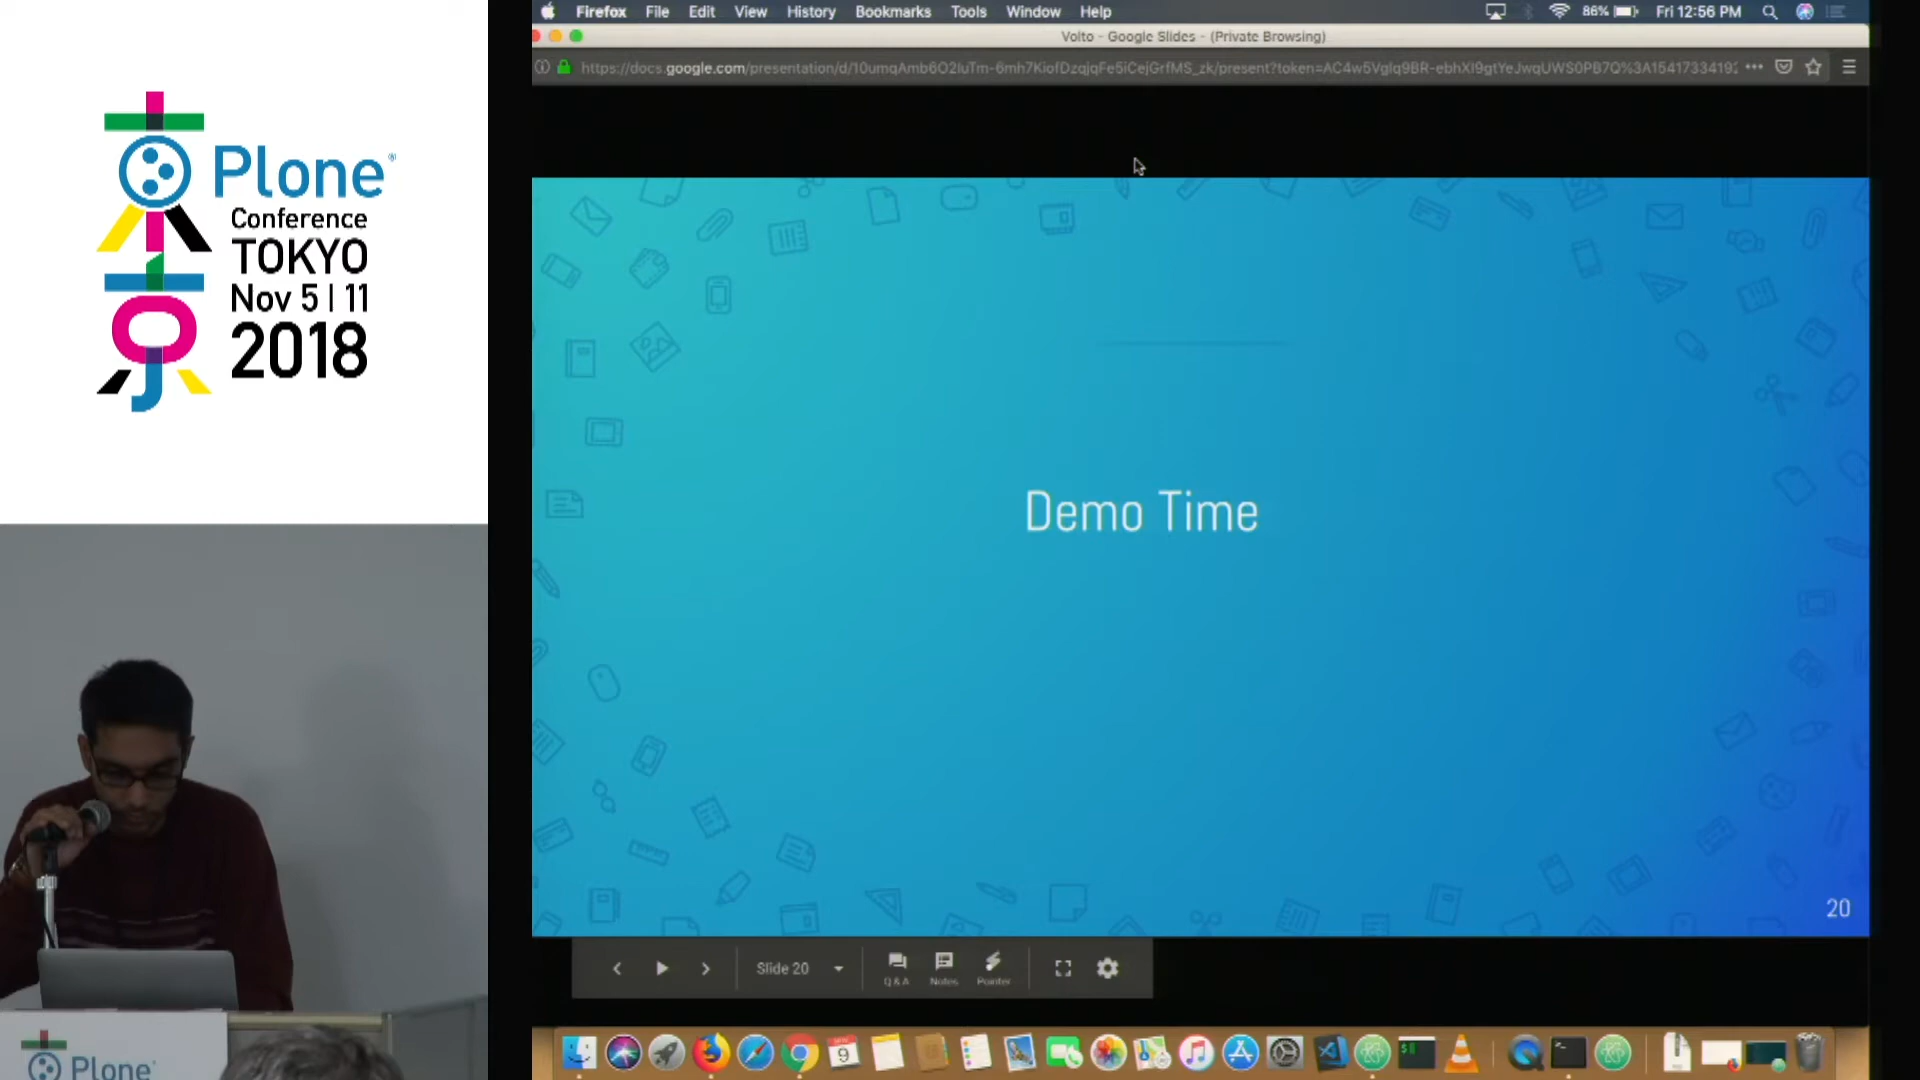 Plone®
Conference
TOKYO
Nov 5 | 11
2018
Firefox File Edit View History Bookmarks Tools Window Help
86% Fri 12:56 PM
Volto - Google Slides - (Private Browsing)
Demo Time
20
Slide 20
Q & A Notes Pointer
9
Plone